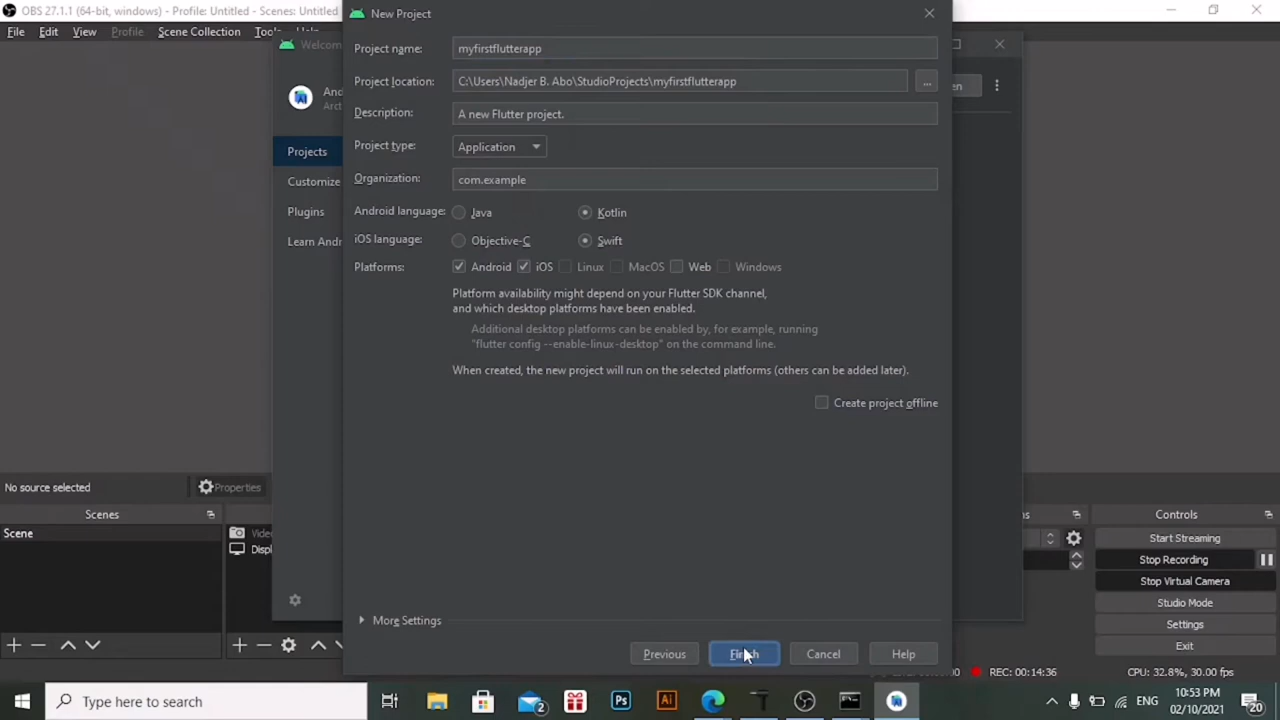 OBS 27.1.1 (64-bit, windows) - Profile: Untitled - Scenes: Untitled
File Edit View Profile Scene Collection
New Project
Project name: myfirstflutterapp
Project location: C:\Users\Nadjer B. Abo\StudioProjects\myfirstflutterapp ...
Description: A new Flutter project.
Project type: Application
Organization: com.example
Android language: Java Kotlin
iOS language: Objective-C Swift
Platforms: Android iOS Linux MacOS Web Windows
Platform availability might depend on your Flutter SDK channel,
and which desktop platforms have been enabled.
Additional desktop platforms can be enabled by, for example, running
"flutter config --enable-linux-desktop" on the command line.
When created, the new project will run on the selected platforms (others can be added later).
Create project offline
More Settings
Previous Finish Cancel Help
Projects
Customize
Plugins
Learn
No source selected
Properties
Scenes
Scene
Controls
Start Streaming
Stop Recording
Stop Virtual Camera
Studio Mode
Settings
Exit
REC: 00:14:36 CPU: 32.8%, 30.00 fps
Type here to search
2
Ps
Ai
ENG
10:53 PM
02/10/2021
20